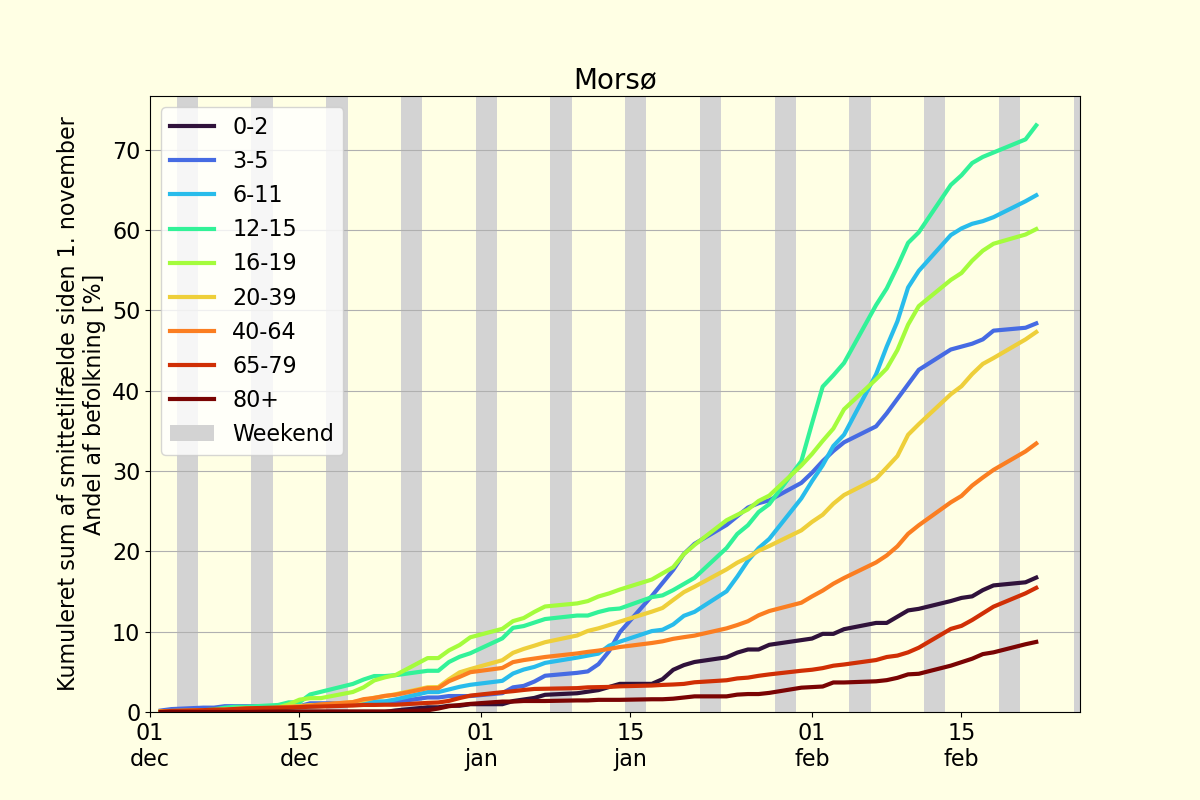 Morsø
Kumuleret sum af smittetilfælde siden 1. november
Andel af befolkning [%]
70
60
50
40
30
20
10
0
0-2
3-5
6-11
12-15
16-19
20-39
40-64
65-79
80+
Weekend
01 15 01 15 01 15
dec dec jan jan feb feb